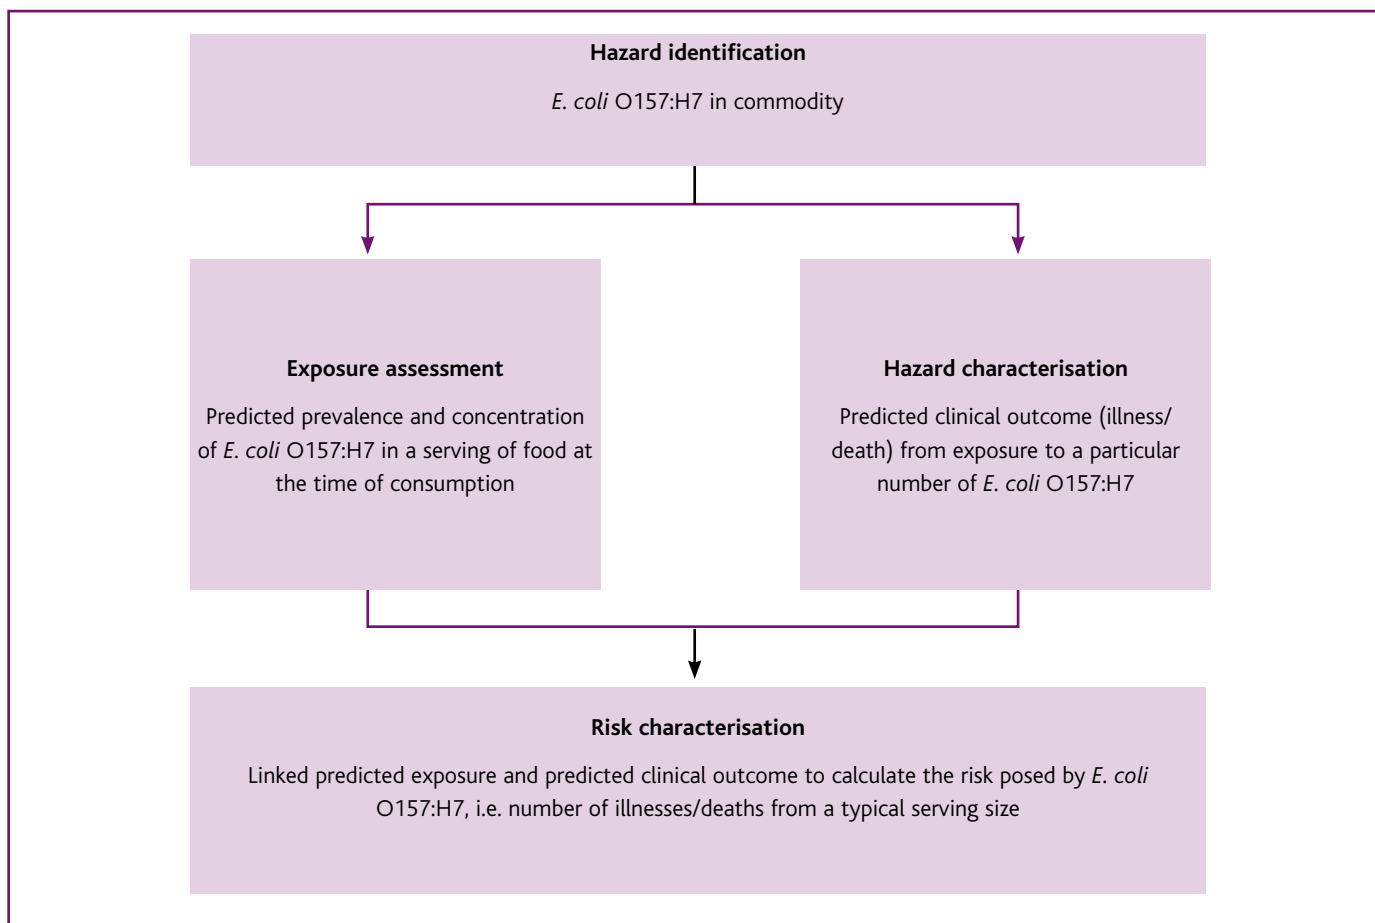 Hazard identification
E. coli O157:H7 in commodity
Exposure assessment
Predicted prevalence and concentration
of E. coli O157:H7 in a serving of food at
the time of consumption
Hazard characterisation
Predicted clinical outcome (illness/
death) from exposure to a particular
number of E. coli O157:H7
Risk characterisation
Linked predicted exposure and predicted clinical outcome to calculate the risk posed by E. coli
O157:H7, i.e. number of illnesses/deaths from a typical serving size